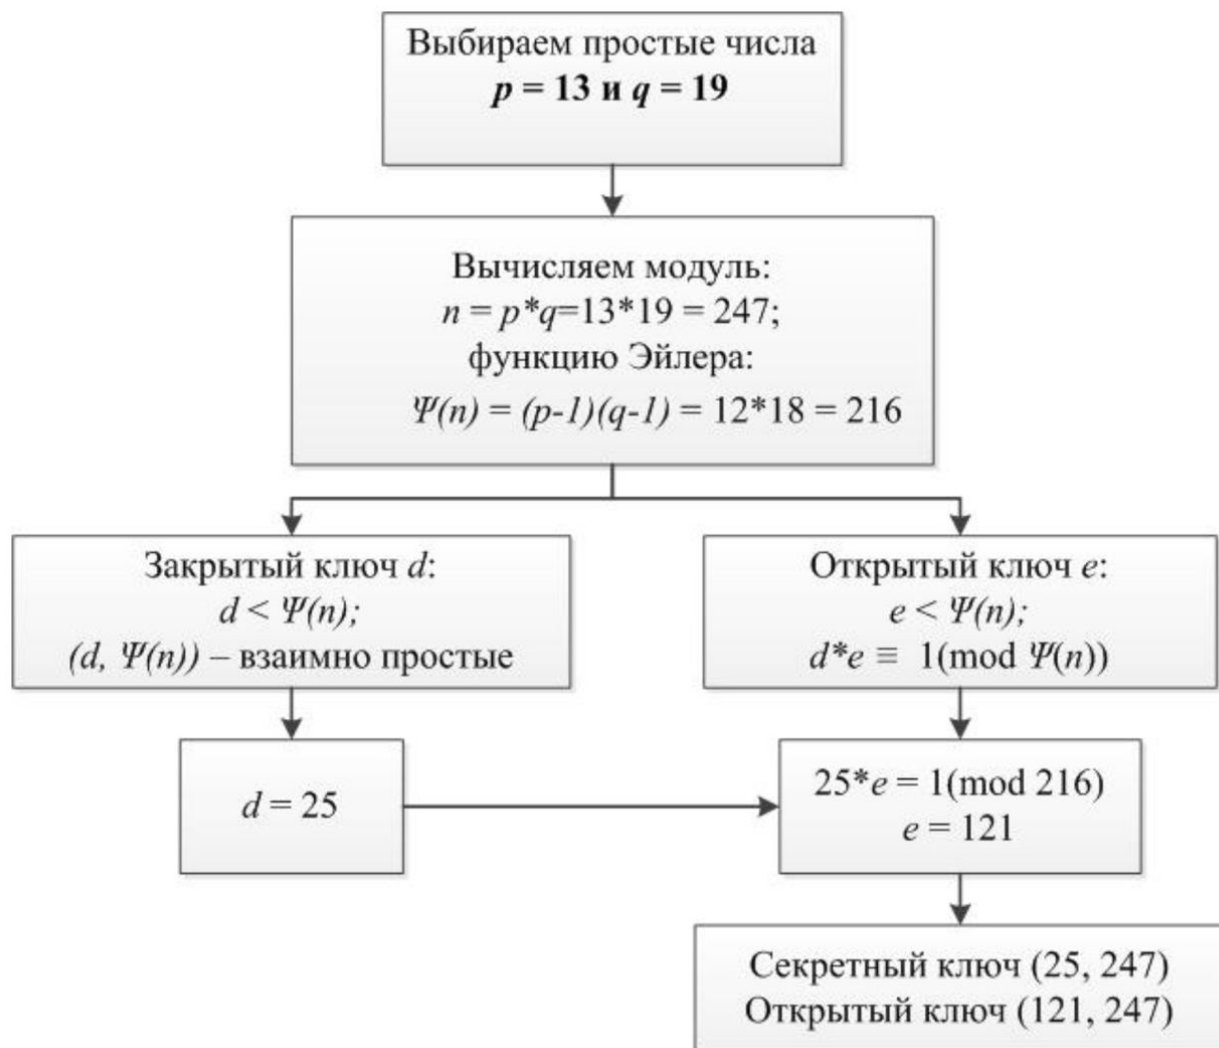 Выбираем простые числа
p = 13 и q = 19
Вычисляем модуль:
n = p*q=13*19 = 247;
функцию Эйлера:
Ψ(n) = (p-1)(q-1) = 12*18 = 216
Закрытый ключ d:
d < Ψ(n);
(d, Ψ(n)) – взаимно простые
Открытый ключ e:
e < Ψ(n);
d*e ≡ 1(mod Ψ(n))
d = 25
25*e = 1(mod 216)
e = 121
Секретный ключ (25, 247)
Открытый ключ (121, 247)